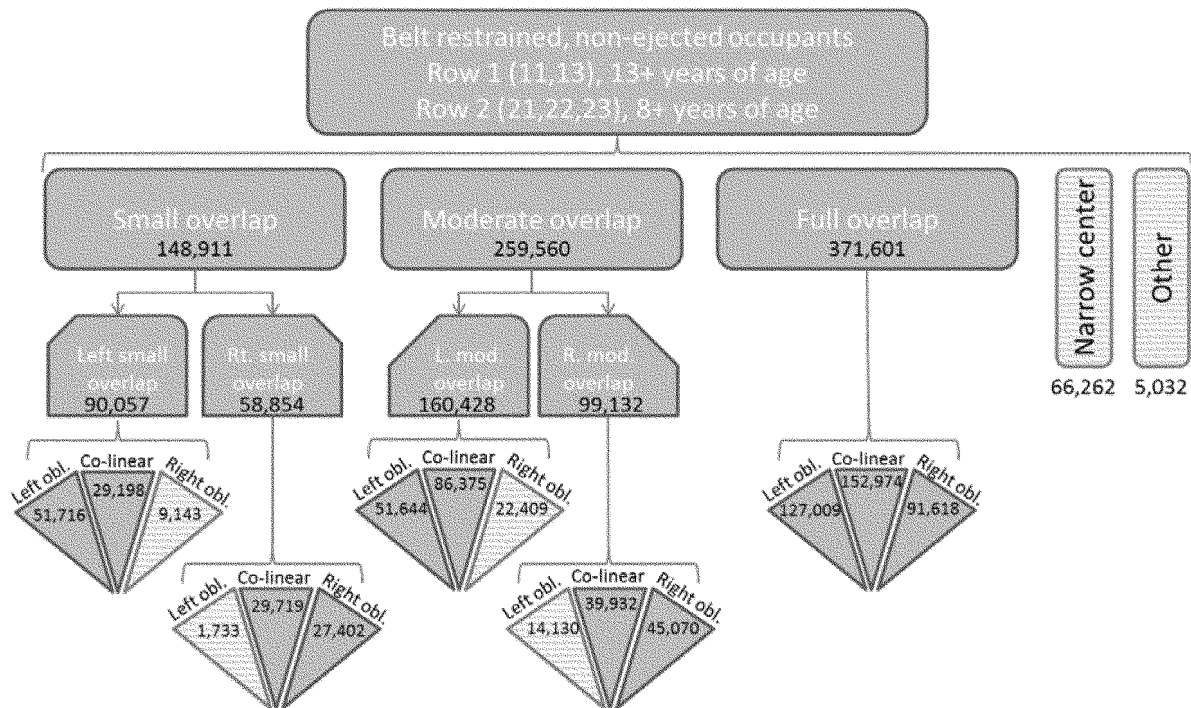 Belt restrained, non-ejected occupants
Row 1 (11,13), 13+ years of age
Row 2 (21,22,23), 8+ years of age
Small overlap
148,911
Moderate overlap
259,560
Full overlap
371,601
Narrow center
66,262
Other
5,032
Left small
overlap
90,057
Rt. small
overlap
58,854
L. mod
overlap
160,428
R. mod
overlap
99,132
Left obl.
Co-linear
Right obl.
51,716
29,198
9,143
Left obl.
Co-linear
Right obl.
1,733
29,719
27,402
Left obl.
Co-linear
Right obl.
51,644
86,375
22,409
Left obl.
Co-linear
Right obl.
14,130
39,932
45,070
Left obl.
Co-linear
Right obl.
127,009
152,974
91,618